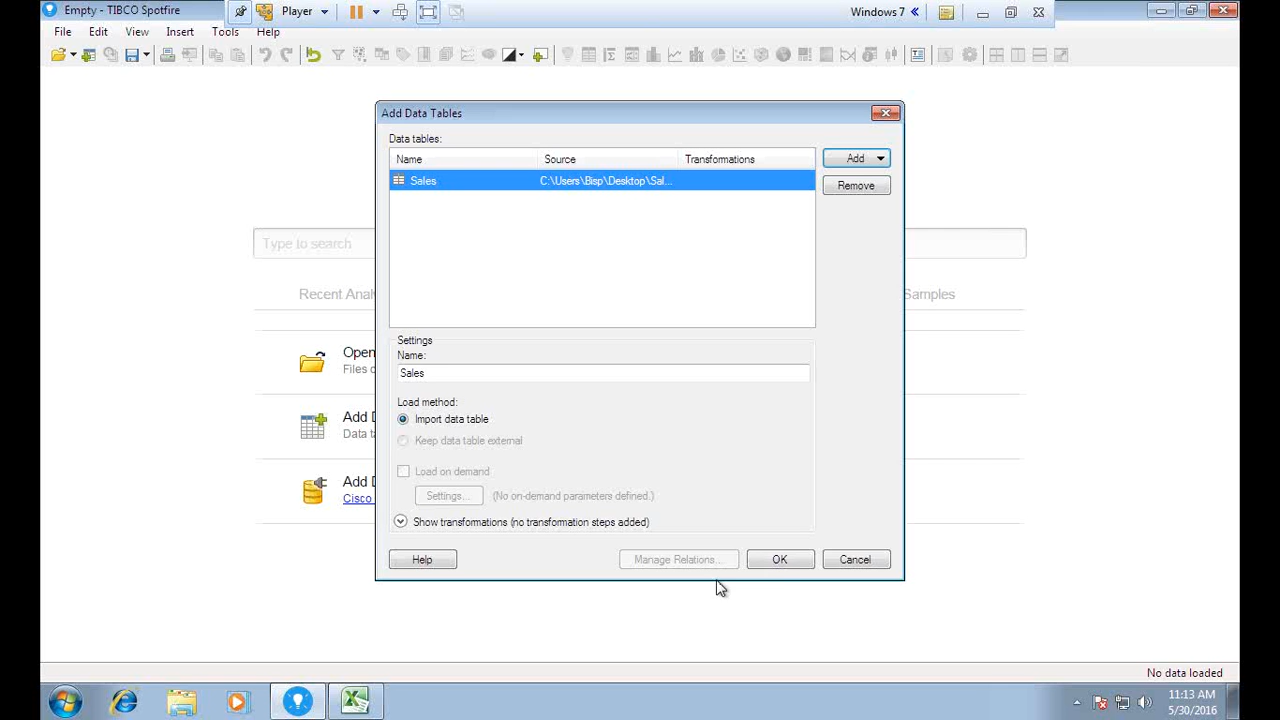 Empty - TIBCO Spotfire
Player
Windows 7
File Edit View Insert Tools Help
Add Data Tables
Data tables:
Name Source Transformations
Add
Sales C:\Users\Bisp\Desktop\Sal...
Remove
Type to search
Recent
Samples
Settings
Name:
Open
Files
Sales
Load method:
Import data table
Add
Data
Keep data table external
Load on demand
Add
Settings... (No on-demand parameters defined.)
Cisco
Show transformations (no transformation steps added)
Help Manage Relations... OK Cancel
No data loaded
11:13 AM
5/30/2016